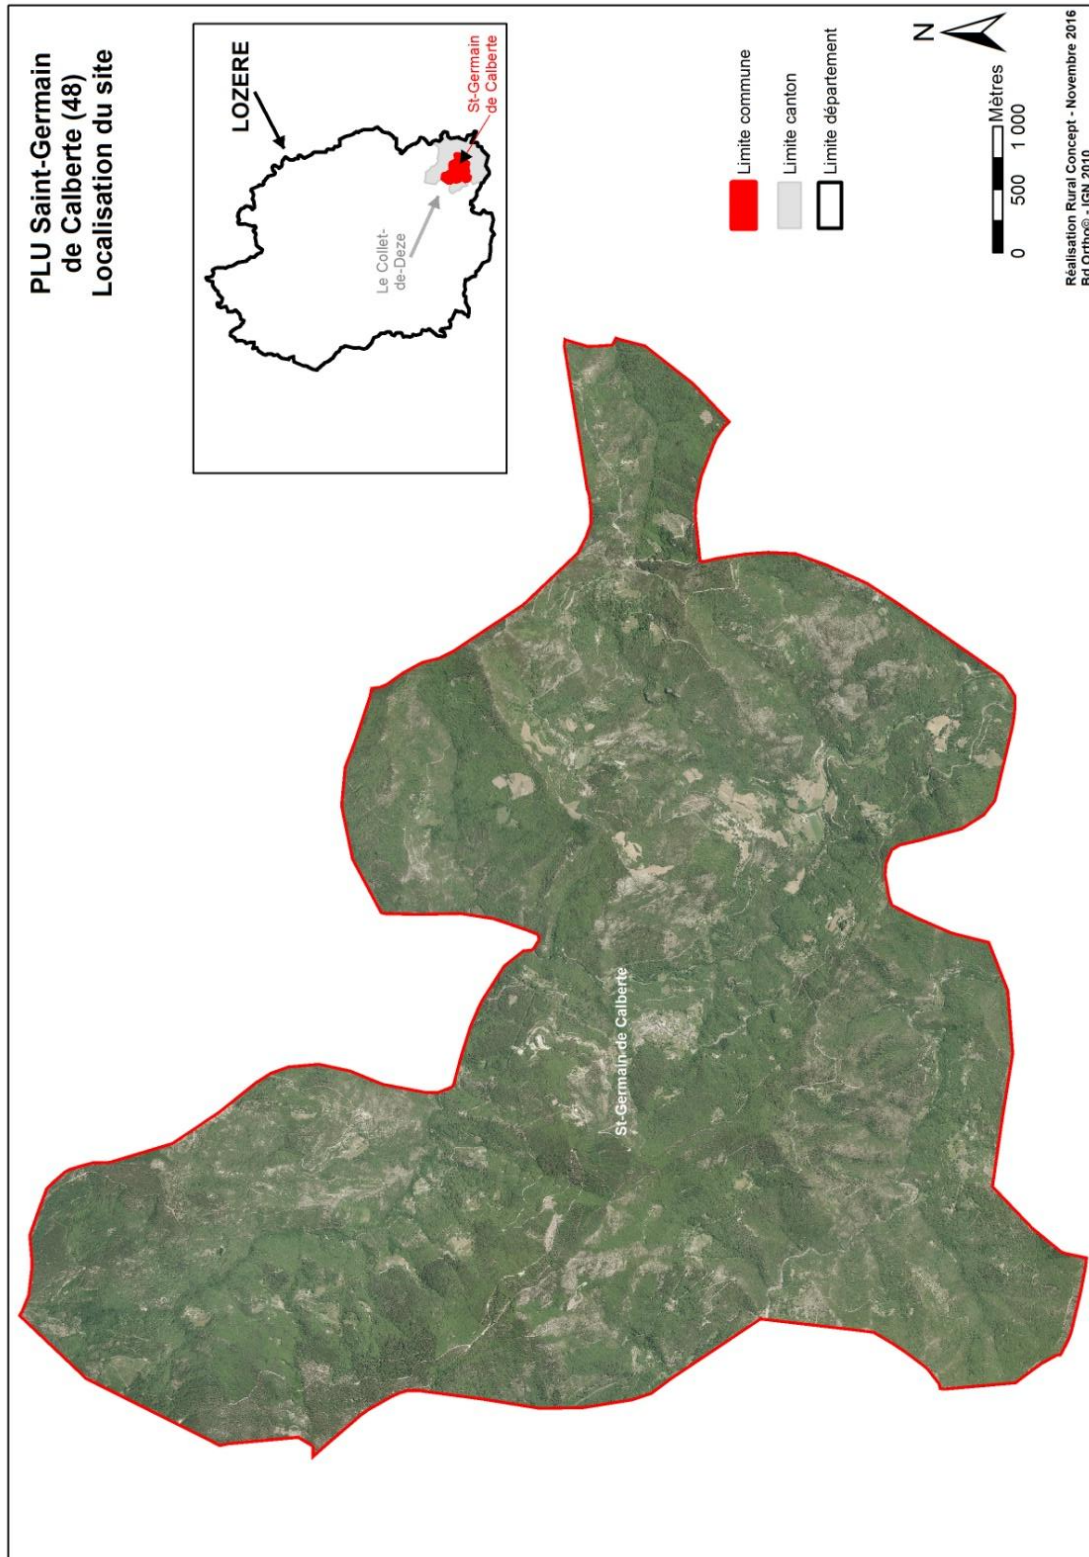 PLU Saint-Germain
de Calberte (48)
Localisation du site
LOZERE
St-Germain
de Calberte
Le Collet-
de-Deze
Limite commune
Limite canton
Limite département
N
Mètres
0 500 1 000
St-Germain-de Calberte
Réalisation Rural Concept - Novembre 2016
Bd Ortho© - IGN 2010